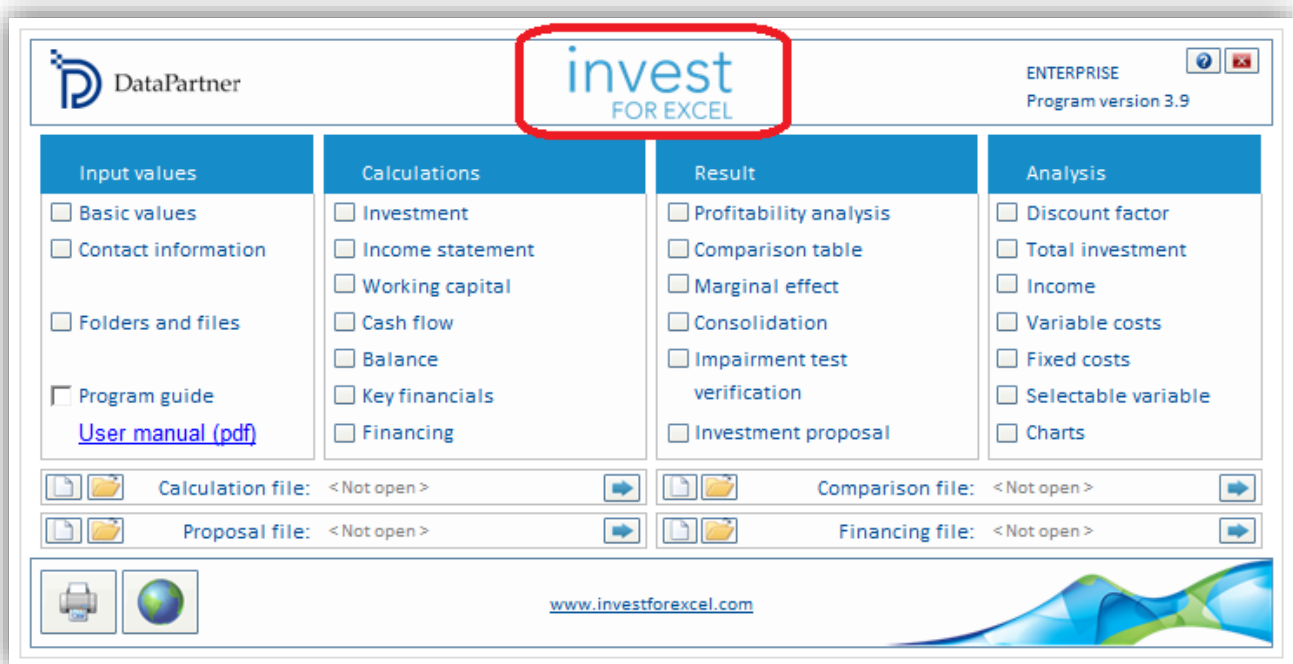 DataPartner
invest
FOR EXCEL
ENTERPRISE
Program version 3.9
Input values
Basic values
Contact information
Folders and files
Program guide
User manual (pdf)
Calculations
Investment
Income statement
Working capital
Cash flow
Balance
Key financials
Financing
Result
Profitability analysis
Comparison table
Marginal effect
Consolidation
Impairment test
verification
Investment proposal
Analysis
Discount factor
Total investment
Income
Variable costs
Fixed costs
Selectable variable
Charts
Calculation file: <Not open>
Comparison file: <Not open>
Proposal file: <Not open>
Financing file: <Not open>
www.investforexcel.com